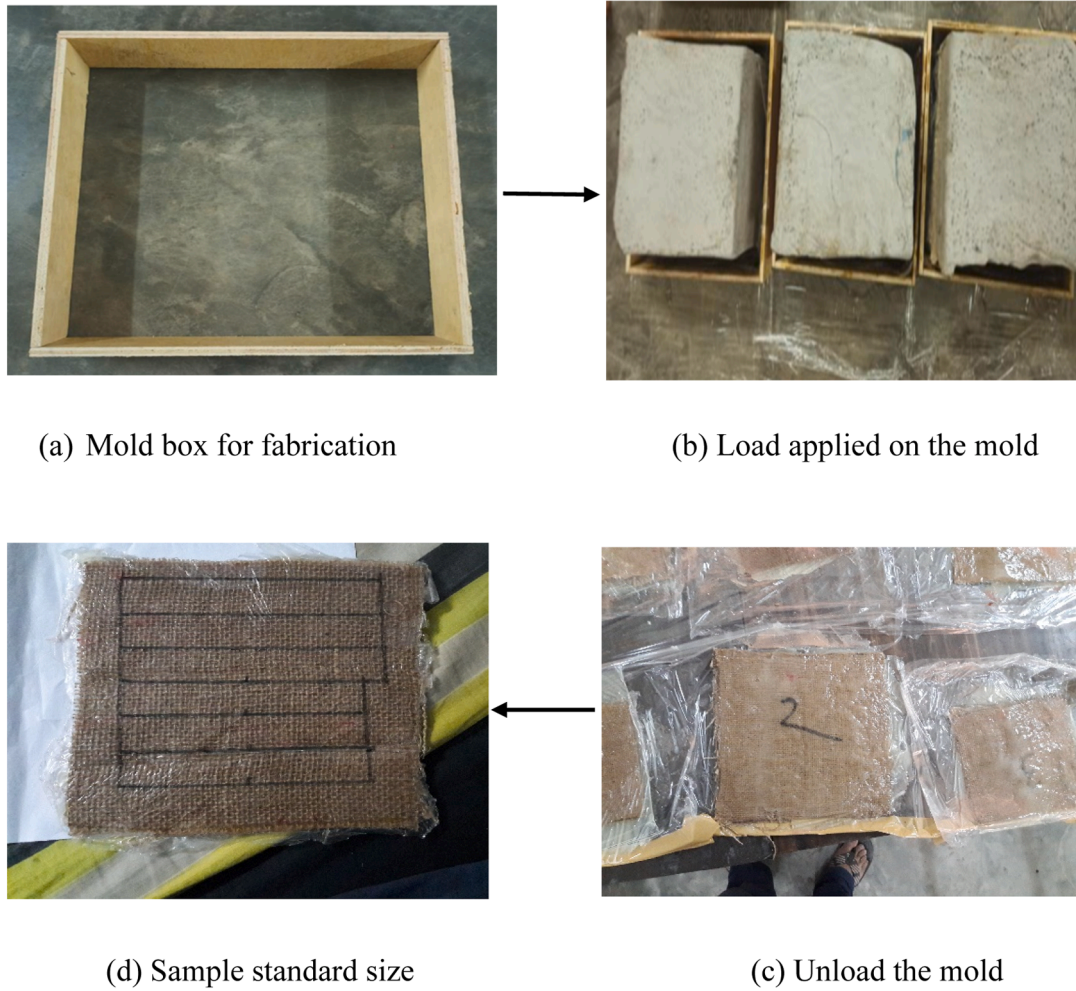 (a) Mold box for fabrication
(b) Load applied on the mold
2
(d) Sample standard size
(c) Unload the mold